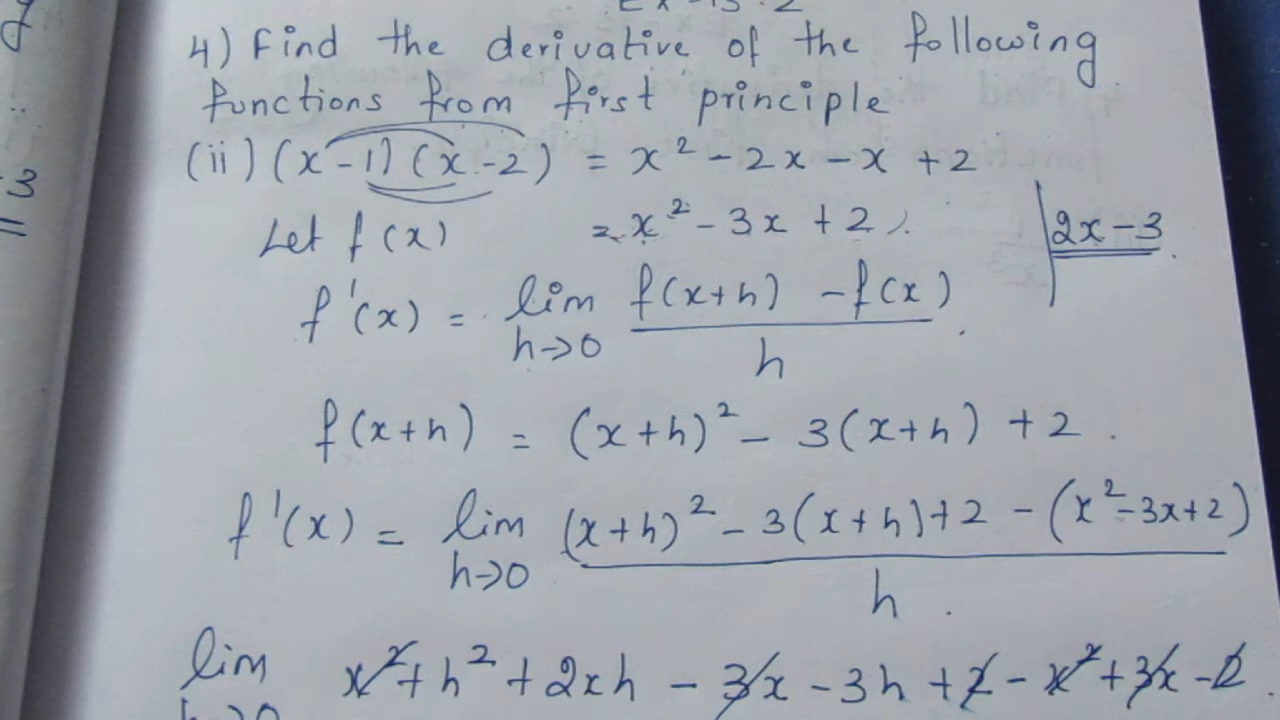 4) Find the derivative of the following
functions from first principle
(ii) (x-1)(x-2) = x² - 2x - x + 2
Let f(x) = x² - 3x + 2
2x-3
f'(x) = lim h→0 f(x+h) - f(x) / h
f(x+h) = (x+h)² - 3(x+h) + 2
f'(x) = lim h→0 (x+h)² - 3(x+h) + 2 - (x² - 3x + 2) / h
lim h→0 x² + h² + 2xh - 3x - 3h + 2 - x² + 3x - 2